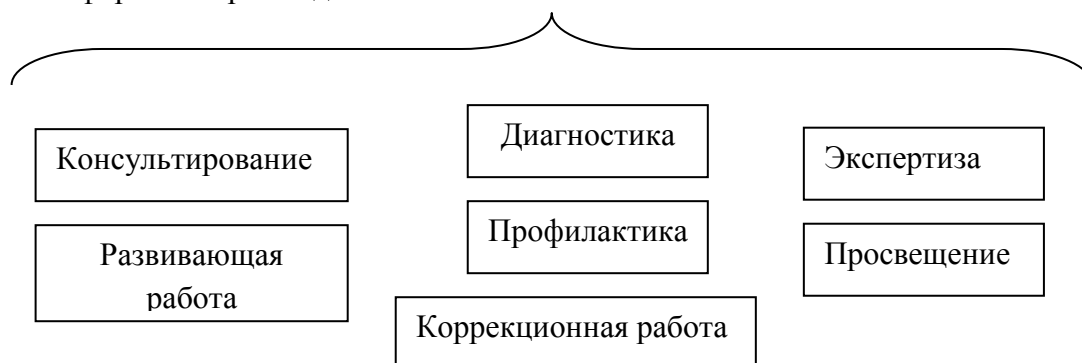 Консультирование
Развивающая
работа
Диагностика
Профилактика
Коррекционная работа
Экспертиза
Просвещение